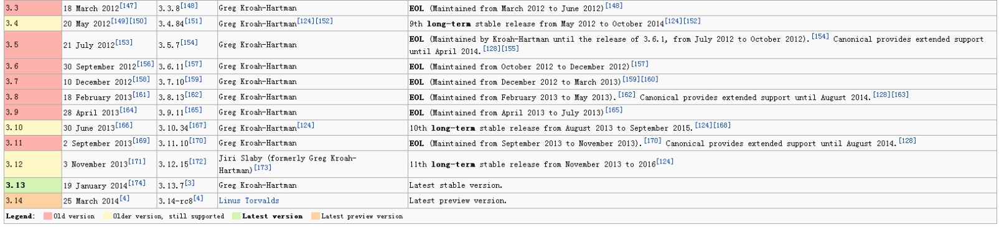 3.3 18 March 2012[147] 3.3.8[148] Greg Kroah-Hartman EOL (Maintained from March 2012 to June 2012)[148]
3.4 20 May 2012[149][150] 3.4.84[151] Greg Kroah-Hartman[124][152] 9th long-term stable release from May 2012 to October 2014[124][152]
3.5 21 July 2012[153] 3.5.7[154] Greg Kroah-Hartman EOL (Maintained by Kroah-Hartman until the release of 3.6.1, from July 2012 to October 2012).[154] Canonical provides extended support
until April 2014.[128][155]
3.6 30 September 2012[156] 3.6.11[157] Greg Kroah-Hartman EOL (Maintained from October 2012 to December 2012)[157]
3.7 10 December 2012[158] 3.7.10[159] Greg Kroah-Hartman EOL (Maintained from December 2012 to March 2013)[159][160]
3.8 18 February 2013[161] 3.8.13[162] Greg Kroah-Hartman EOL (Maintained from February 2013 to May 2013).[162] Canonical provides extended support until August 2014.[128][163]
3.9 28 April 2013[164] 3.9.11[165] Greg Kroah-Hartman EOL (Maintained from April 2013 to July 2013)[165]
3.10 30 June 2013[166] 3.10.34[167] Greg Kroah-Hartman[124] 10th long-term stable release from August 2013 to September 2015.[124][168]
3.11 2 September 2013[169] 3.11.10[170] Greg Kroah-Hartman EOL (Maintained from September 2013 to November 2013).[170] Canonical provides extended support until August 2014.[128]
3.12 3 November 2013[171] 3.12.15[172] Jiri Slaby (formerly Greg Kroah-
Hartman)[173] 11th long-term stable release from November 2013 to 2016[124]
3.13 19 January 2014[174] 3.13.7[3] Greg Kroah-Hartman Latest stable version.
3.14 25 March 2014[4] 3.14-rc8[4] Linus Torvalds Latest preview version.
Legend: Old version Older version, still supported Latest version Latest preview version